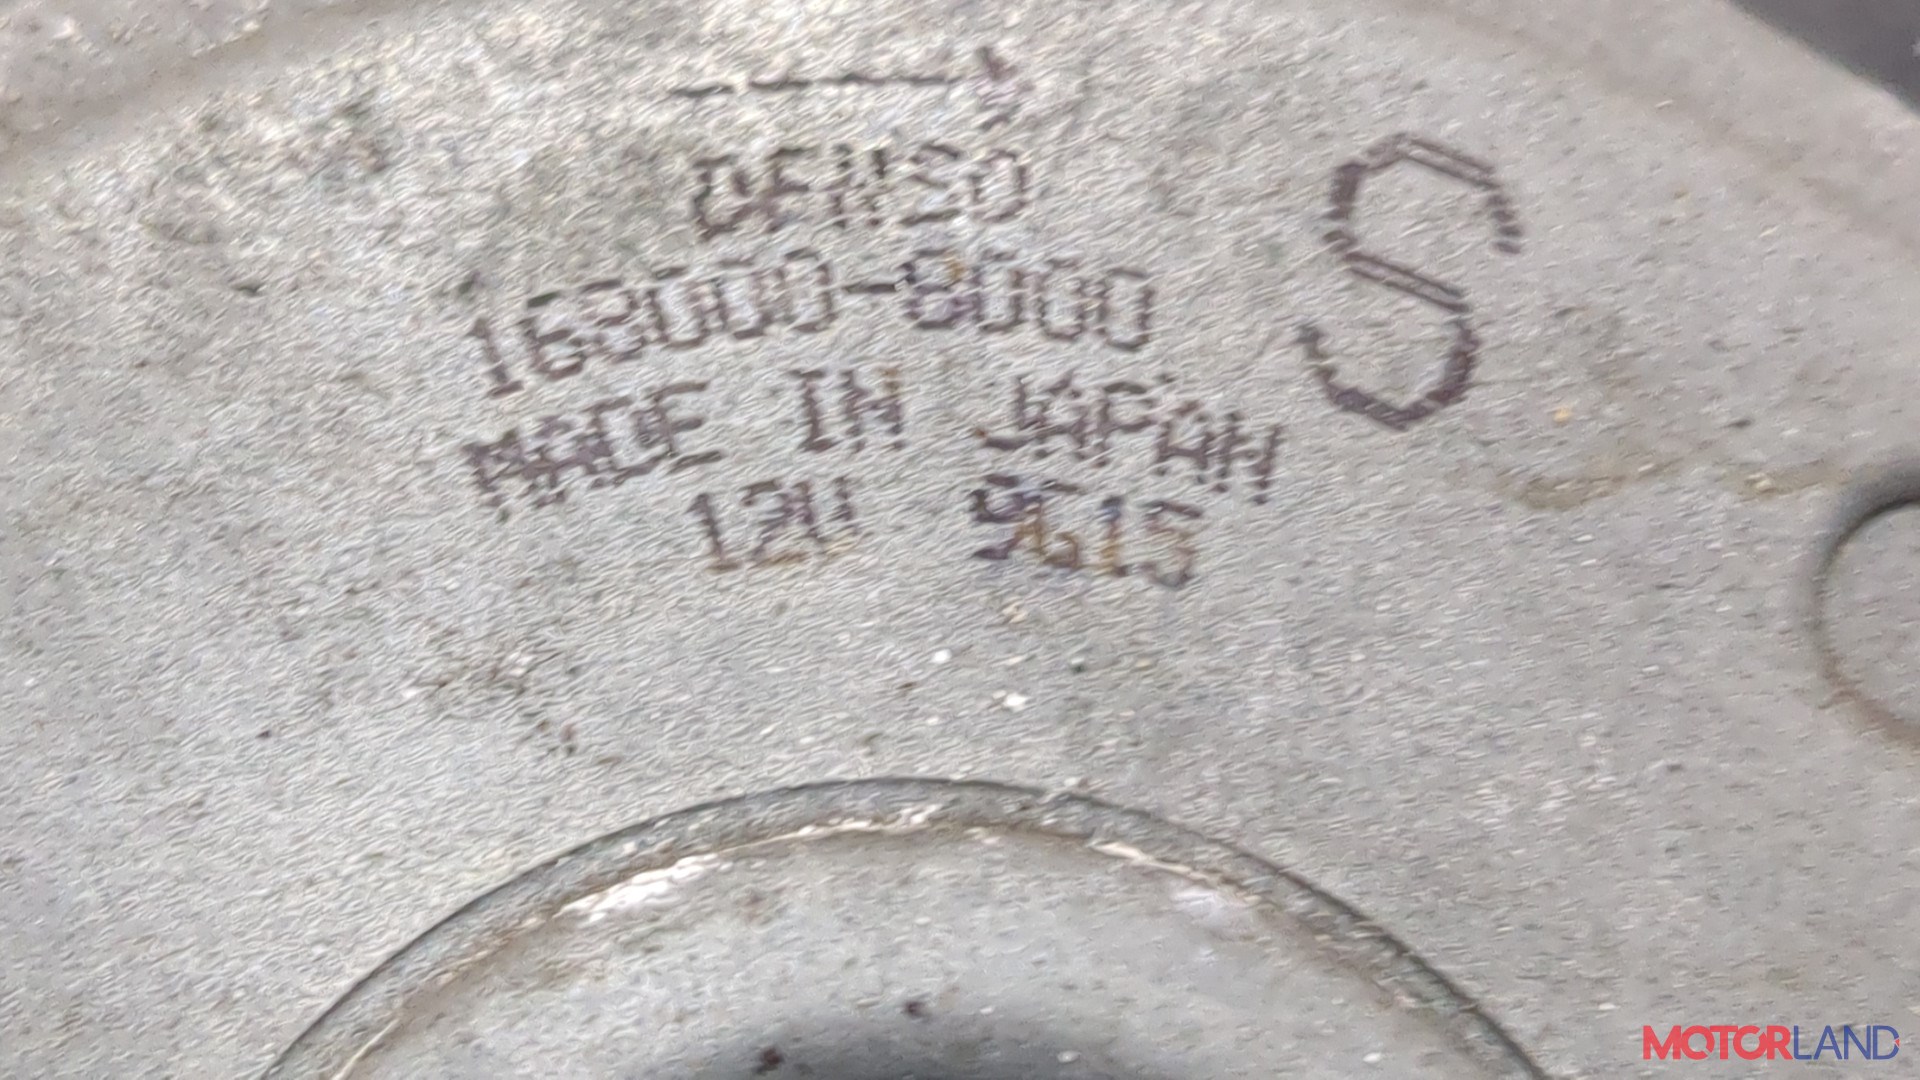 DENSO
168000-8000
S
MADE IN JAPAN
12V
MOTORLAND